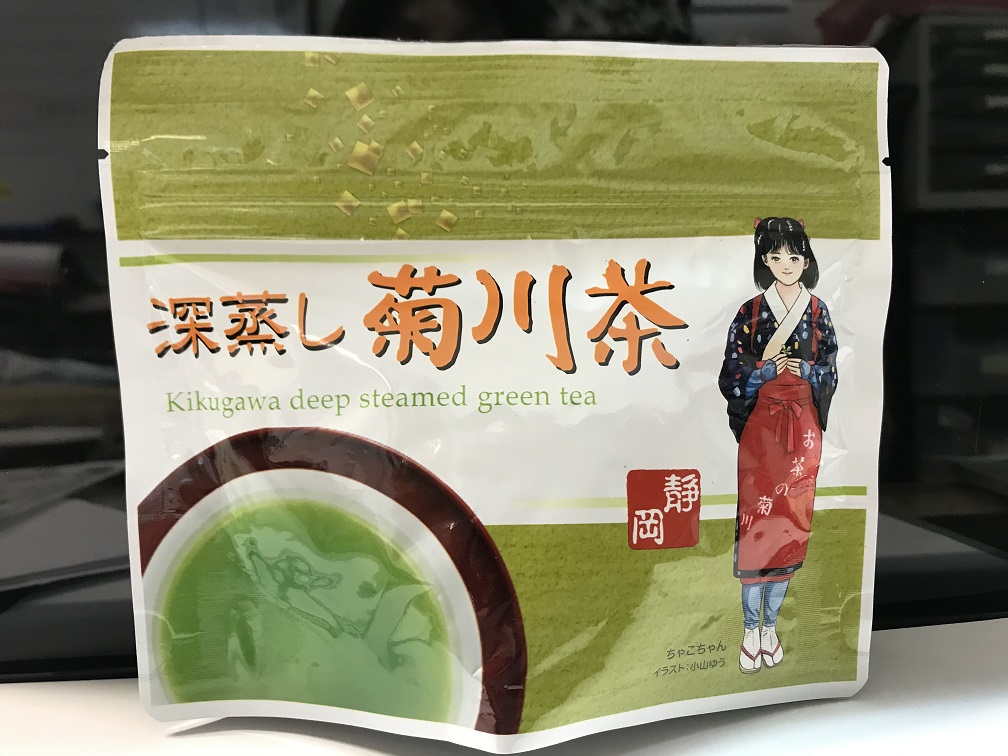 深蒸し 菊川茶
Kikugawa deep steamed green tea
静岡
お茶の菊川
ちゃこちゃん
イラスト：小山ゆう